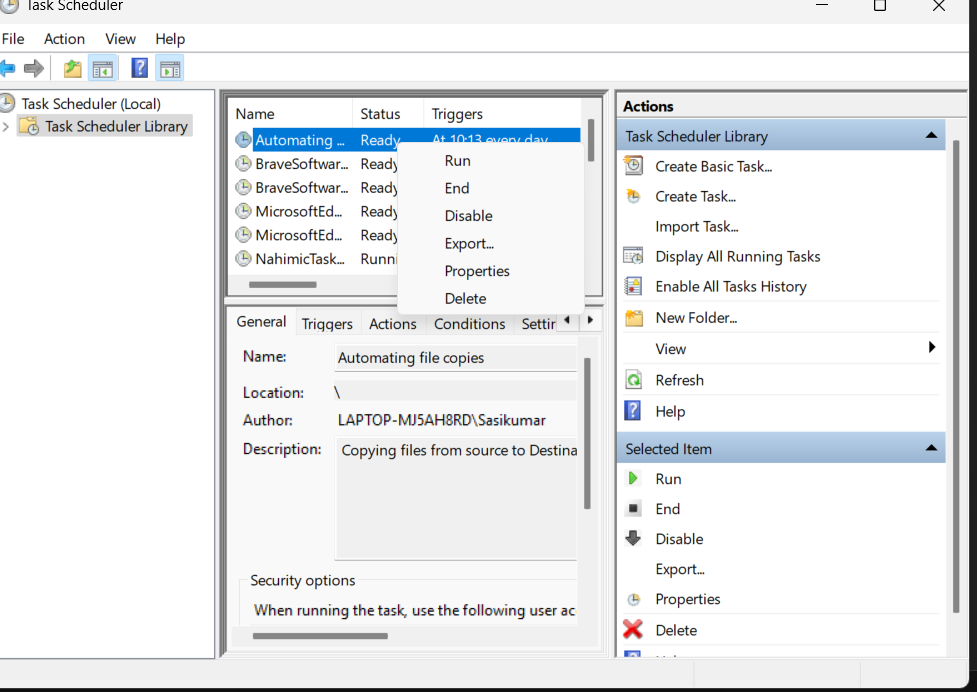 Task Scheduler
File Action View Help
Task Scheduler (Local)
Task Scheduler Library
Name Status Triggers
Automating ... Ready At 10:13 every day
BraveSoftwar... Ready
BraveSoftwar... Ready
MicrosoftEd... Ready
MicrosoftEd... Ready
NahimicTask... Runni
Run
End
Disable
Export...
Properties
Delete
General Triggers Actions Conditions Settin
Name: Automating file copies
Location: \
Author: LAPTOP-MJ5AH8RD\Sasikumar
Description: Copying files from source to Destina
Security options
When running the task, use the following user ac
Actions
Task Scheduler Library
Create Basic Task...
Create Task...
Import Task...
Display All Running Tasks
Enable All Tasks History
New Folder...
View
Refresh
Help
Selected Item
Run
End
Disable
Export...
Properties
Delete